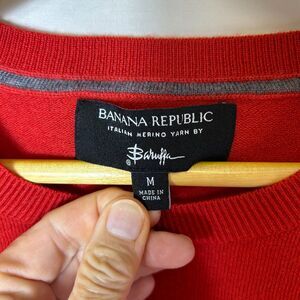 BANANA REPUBLIC
ITALIAN MERINO YARN BY
Baruffa
®
M
MADE IN
CHINA